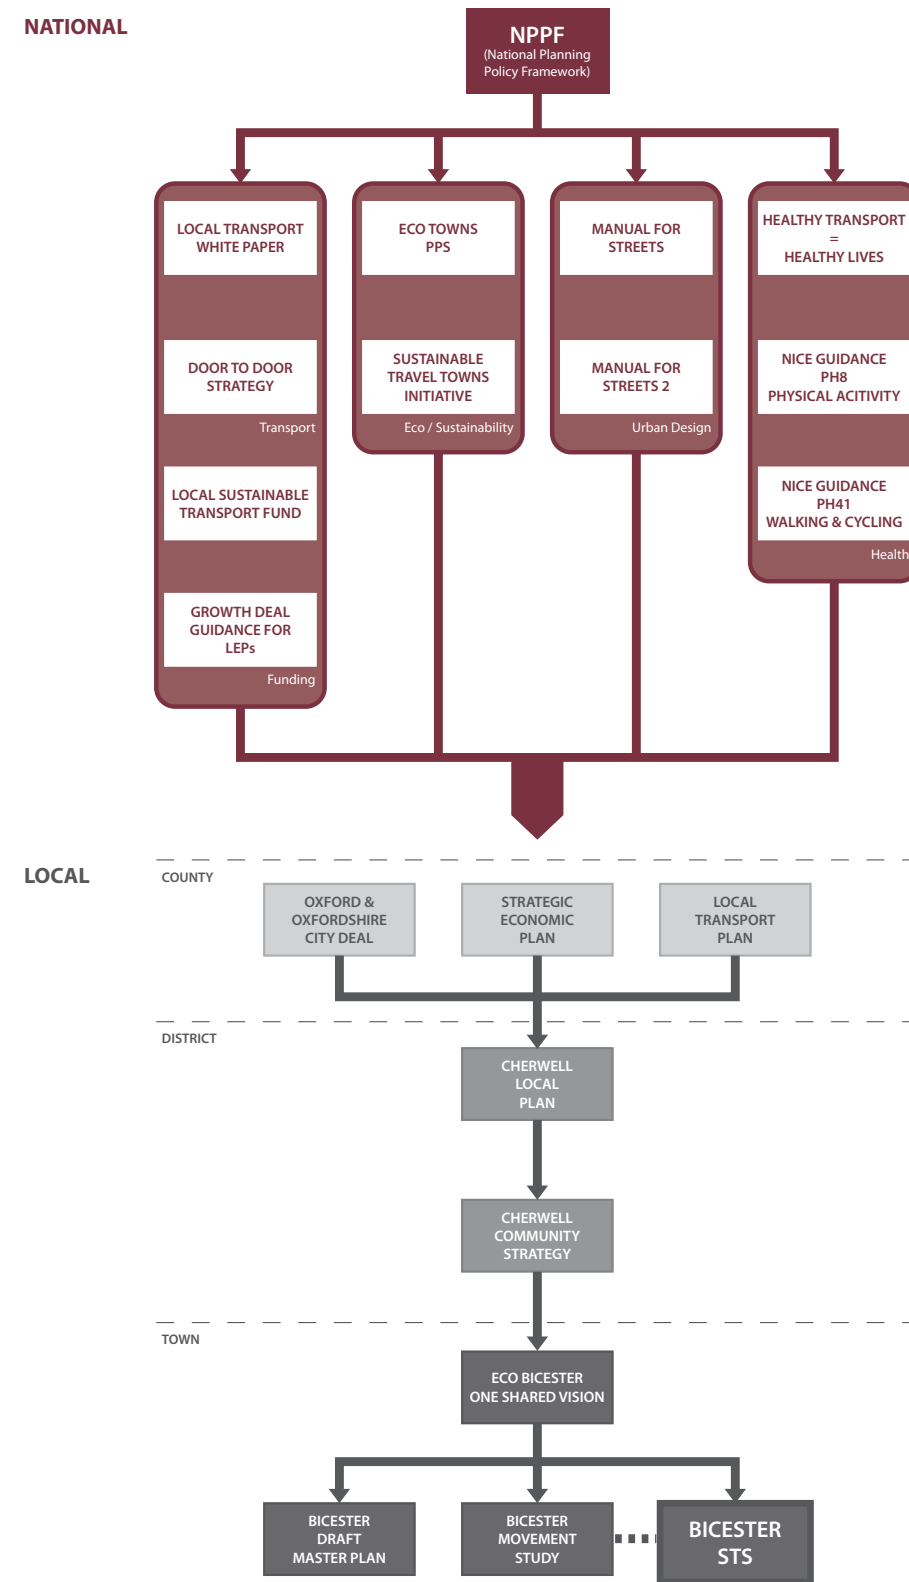 NATIONAL
NPPF
(National Planning
Policy Framework)
LOCAL TRANSPORT
WHITE PAPER
DOOR TO DOOR
STRATEGY
Transport
LOCAL SUSTAINABLE
TRANSPORT FUND
GROWTH DEAL
GUIDANCE FOR
LEPs
Funding
ECO TOWNS
PPS
SUSTAINABLE
TRAVEL TOWNS
INITIATIVE
Eco / Sustainability
MANUAL FOR
STREETS
MANUAL FOR
STREETS 2
Urban Design
HEALTHY TRANSPORT
=
HEALTHY LIVES
NICE GUIDANCE
PH8
PHYSICAL ACITIVITY
NICE GUIDANCE
PH41
WALKING & CYCLING
Health
LOCAL
COUNTY
OXFORD &
OXFORDSHIRE
CITY DEAL
STRATEGIC
ECONOMIC
PLAN
LOCAL
TRANSPORT
PLAN
DISTRICT
CHERWELL
LOCAL
PLAN
CHERWELL
COMMUNITY
STRATEGY
TOWN
ECO BICESTER
ONE SHARED VISION
BICESTER
DRAFT
MASTER PLAN
BICESTER
MOVEMENT
STUDY
BICESTER
STS